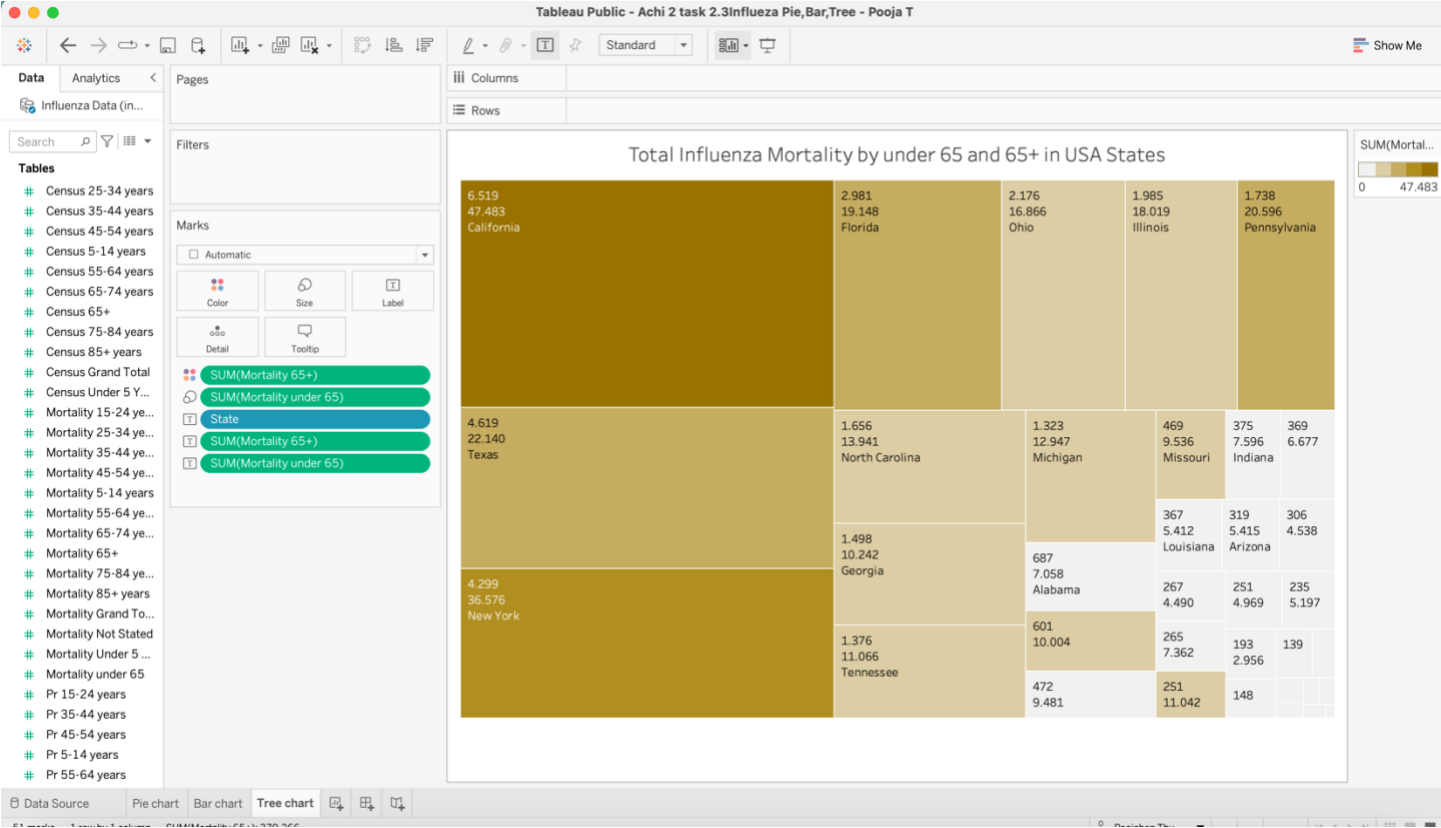 Tableau Public - Achi 2 task 2.3Influeza Pie,Bar,Tree - Pooja T
Standard
Show Me
Data
Analytics
Influenza Data (in...
Search
Tables
Census 25-34 years
Census 35-44 years
Census 45-54 years
Census 5-14 years
Census 55-64 years
Census 65-74 years
Census 65+
Census 75-84 years
Census 85+ years
Census Grand Total
Census Under 5 Y...
Mortality 15-24 ye...
Mortality 25-34 ye...
Mortality 35-44 ye...
Mortality 45-54 ye...
Mortality 5-14 years
Mortality 55-64 ye...
Mortality 65-74 ye...
Mortality 65+
Mortality 75-84 ye...
Mortality 85+ years
Mortality Grand To...
Mortality Not Stated
Mortality Under 5 ...
Mortality under 65
Pr 15-24 years
Pr 35-44 years
Pr 45-54 years
Pr 5-14 years
Pr 55-64 years
Pages
Filters
Marks
Automatic
Color
Size
Label
Detail
Tooltip
SUM(Mortality 65+)
SUM(Mortality under 65)
State
SUM(Mortality 65+)
SUM(Mortality under 65)
Columns
Rows
Total Influenza Mortality by under 65 and 65+ in USA States
6.519
47.483
California
2.981
19.148
Florida
2.176
16.866
Ohio
1.985
18.019
Illinois
1.738
20.596
Pennsylvania
4.619
22.140
Texas
4.299
36.576
New York
1.656
13.941
North Carolina
1.498
10.242
Georgia
1.376
11.066
Tennessee
1.323
12.947
Michigan
687
7.058
Alabama
601
10.004
472
9.481
469
9.536
Missouri
375
7.596
Indiana
369
6.677
367
5.412
Louisiana
319
5.415
Arizona
306
4.538
267
4.490
251
4.969
235
5.197
265
7.362
193
2.956
139
251
11.042
148
SUM(Mortal...
0
47.483
Data Source
Pie chart
Bar chart
Tree chart
51 marks
1 row by 1 column